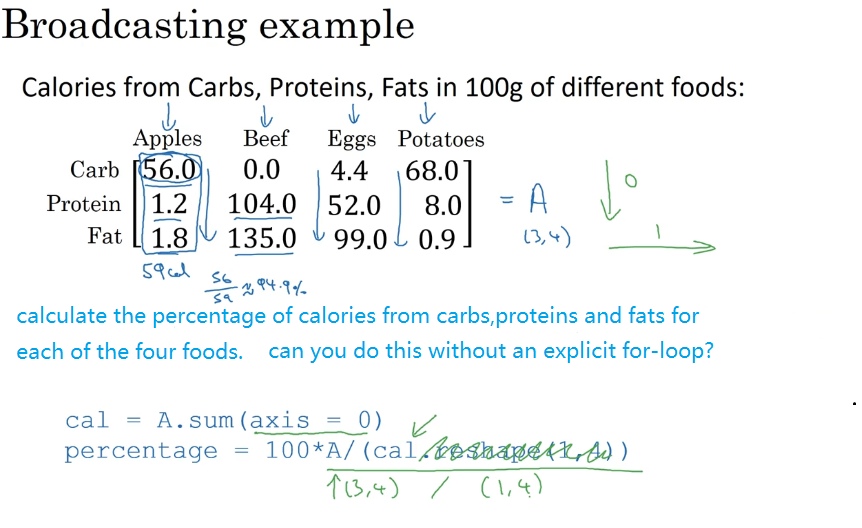 Broadcasting example
Calories from Carbs, Proteins, Fats in 100g of different foods:
Apples Beef Eggs Potatoes
Carb 56.0 0.0 4.4 68.0
Protein 1.2 104.0 52.0 8.0 = A
Fat 1.8 135.0 99.0 0.9 (3,4)
0
1
59cal
56/59 ≈ 94.9%
calculate the percentage of calories from carbs,proteins and fats for
each of the four foods. can you do this without an explicit for-loop?
cal = A.sum(axis = 0)
percentage = 100*A/(cal.reshape(1,4))
↑(3,4) / (1,4)